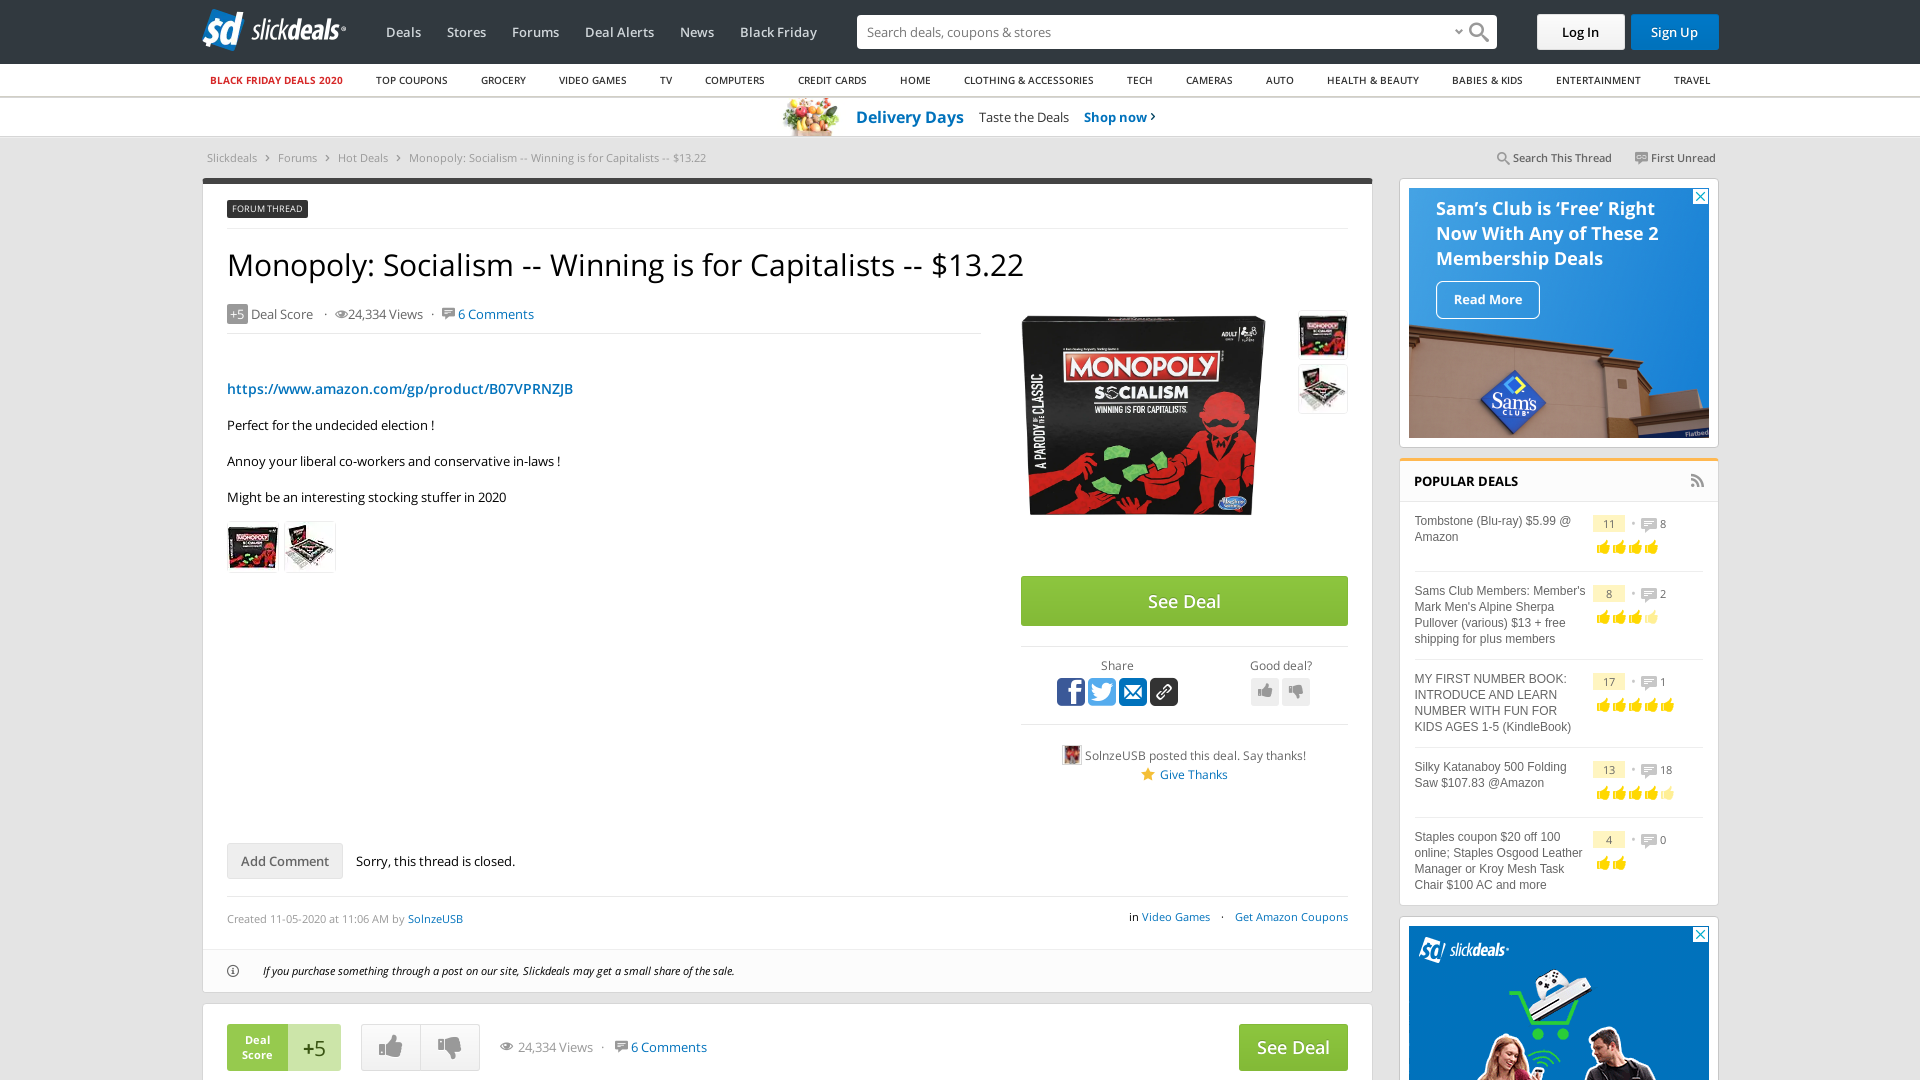 slickdeals
Deals
Stores
Forums
Deal Alerts
News
Black Friday
Search deals, coupons & stores
Log In
Sign Up
BLACK FRIDAY DEALS 2020
TOP COUPONS
GROCERY
VIDEO GAMES
TV
COMPUTERS
CREDIT CARDS
HOME
CLOTHING & ACCESSORIES
TECH
CAMERAS
AUTO
HEALTH & BEAUTY
BABIES & KIDS
ENTERTAINMENT
TRAVEL
Delivery Days Taste the Deals Shop now
Slickdeals > Forums > Hot Deals > Monopoly: Socialism -- Winning is for Capitalists -- $13.22
Search This Thread
First Unread
FORUM THREAD
Monopoly: Socialism -- Winning is for Capitalists -- $13.22
+5 Deal Score · 24,334 Views · 6 Comments
https://www.amazon.com/gp/product/B07VPRNZJB
Perfect for the undecided election !
Annoy your liberal co-workers and conservative in-laws !
Might be an interesting stocking stuffer in 2020
ADULT
MONOPOLY
SOCIALISM
WINNING IS FOR CAPITALISTS.
A PARODY OF THE CLASSIC
See Deal
Share
Good deal?
SolnzeUSB posted this deal. Say thanks!
Give Thanks
Add Comment
Sorry, this thread is closed.
Created 11-05-2020 at 11:06 AM by SolnzeUSB
in Video Games · Get Amazon Coupons
If you purchase something through a post on our site, Slickdeals may get a small share of the sale.
Deal
Score
+5
24,334 Views · 6 Comments
See Deal
Sam's Club is 'Free' Right
Now With Any of These 2
Membership Deals
Read More
Sam's
CLUB
POPULAR DEALS
Tombstone (Blu-ray) $5.99 @
Amazon
11 · 8
Sams Club Members: Member's
Mark Men's Alpine Sherpa
Pullover (various) $13 + free
shipping for plus members
8 · 2
MY FIRST NUMBER BOOK:
INTRODUCE AND LEARN
NUMBER WITH FUN FOR
KIDS AGES 1-5 (KindleBook)
17 · 1
Silky Katanaboy 500 Folding
Saw $107.83 @Amazon
13 · 18
Staples coupon $20 off 100
online; Staples Osgood Leather
Manager or Kroy Mesh Task
Chair $100 AC and more
4 · 0
slickdeals